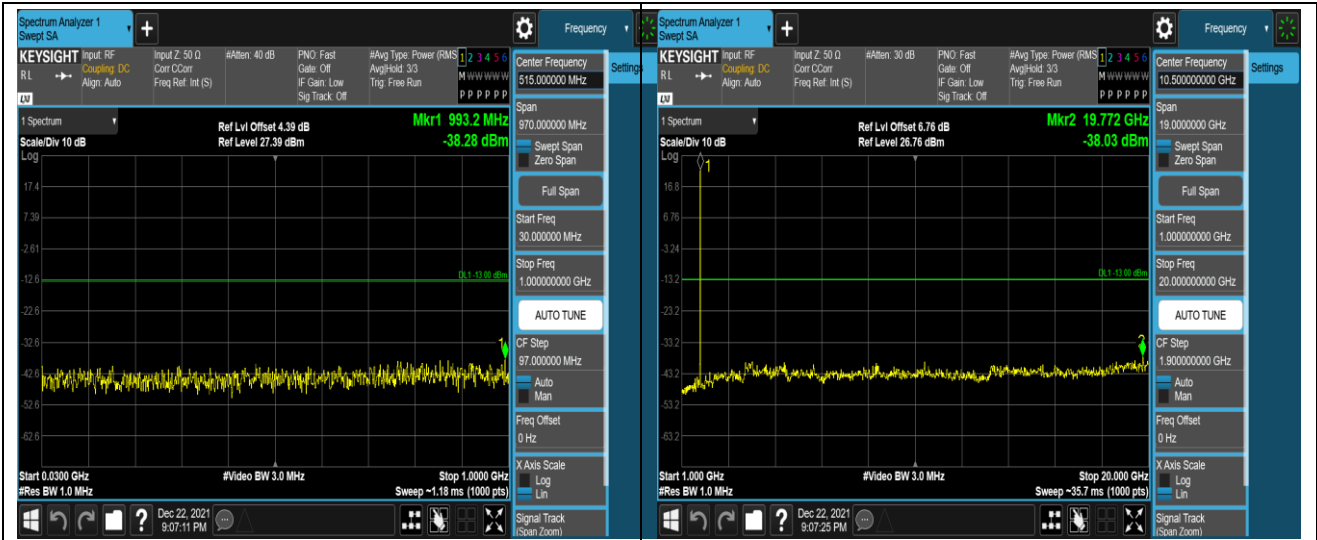 Spectrum Analyzer 1
Swept SA
+
Frequency
KEYSIGHT
Input: RF
Input Z: 50 Ω
#Atten: 40 dB
PNO: Fast
#Avg Type: Power (RMS
1 2 3 4 5 6
RL
Coupling: DC
Corr CCorr
Gate: Off
Avg|Hold: 3/3
M W W W W W
Align: Auto
Freq Ref: Int (S)
IF Gain: Low
Trig: Free Run
Sig Track: Off
P P P P P P
LXI
Center Frequency
515.000000 MHz
Settings
1 Spectrum
Ref Lvl Offset 4.39 dB
Mkr1 993.2 MHz
Scale/Div 10 dB
Ref Level 27.39 dBm
-38.28 dBm
Log
17.4
7.39
-2.61
-12.6
-22.6
-32.6
-42.6
-52.6
-62.6
DL1 -13.00 dBm
1
Start 0.0300 GHz
#Video BW 3.0 MHz
Stop 1.0000 GHz
#Res BW 1.0 MHz
Sweep ~1.18 ms (1000 pts)
Span
970.000000 MHz
Swept Span
Zero Span
Full Span
Start Freq
30.000000 MHz
Stop Freq
1.000000000 GHz
AUTO TUNE
CF Step
97.000000 MHz
Auto
Man
Freq Offset
0 Hz
X Axis Scale
Log
Lin
Signal Track
(Span Zoom)
?
Dec 22, 2021
9:07:11 PM
Spectrum Analyzer 1
Swept SA
+
Frequency
KEYSIGHT
Input: RF
Input Z: 50 Ω
#Atten: 30 dB
PNO: Fast
#Avg Type: Power (RMS
1 2 3 4 5 6
RL
Coupling: DC
Corr CCorr
Gate: Off
Avg|Hold: 3/3
M W W W W W
Align: Auto
Freq Ref: Int (S)
IF Gain: Low
Trig: Free Run
Sig Track: Off
P P P P P P
LXI
Center Frequency
10.500000000 GHz
Settings
1 Spectrum
Ref Lvl Offset 6.76 dB
Mkr2 19.772 GHz
Scale/Div 10 dB
Ref Level 26.76 dBm
-38.03 dBm
Log
1
16.8
6.76
-3.24
-13.2
-23.2
-33.2
-43.2
-53.2
-63.2
DL1 -13.00 dBm
2
Start 1.000 GHz
#Video BW 3.0 MHz
Stop 20.000 GHz
#Res BW 1.0 MHz
Sweep ~35.7 ms (1000 pts)
Span
19.0000000 GHz
Swept Span
Zero Span
Full Span
Start Freq
1.000000000 GHz
Stop Freq
20.000000000 GHz
AUTO TUNE
CF Step
1.900000000 GHz
Auto
Man
Freq Offset
0 Hz
X Axis Scale
Log
Lin
Signal Track
(Span Zoom)
?
Dec 22, 2021
9:07:25 PM